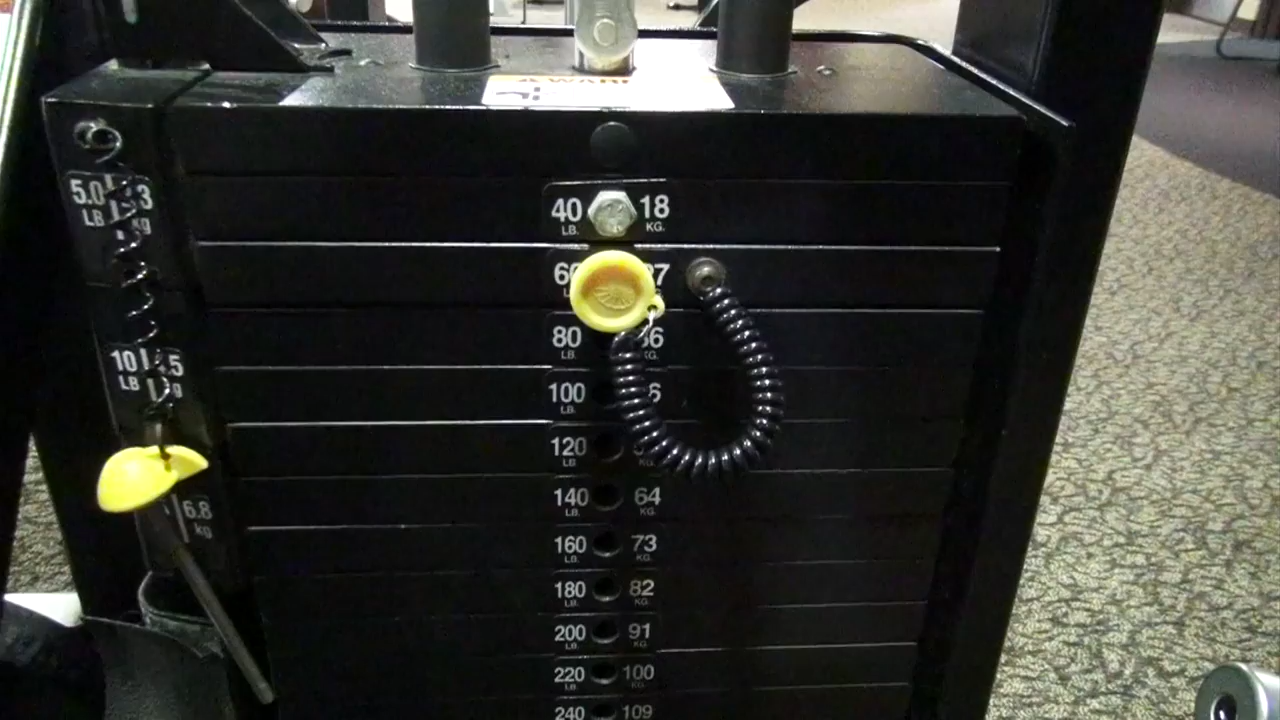 40 18
LB. KG.
80
LB. KG.
100
LB.
120
LB
140 64
LB. KG.
160 73
LB. KG.
180 82
LB. KG.
200 91
LB. KG.
220 100
LB. KG.
240 109
5.0
LB kg
10
LB
6.8
kg